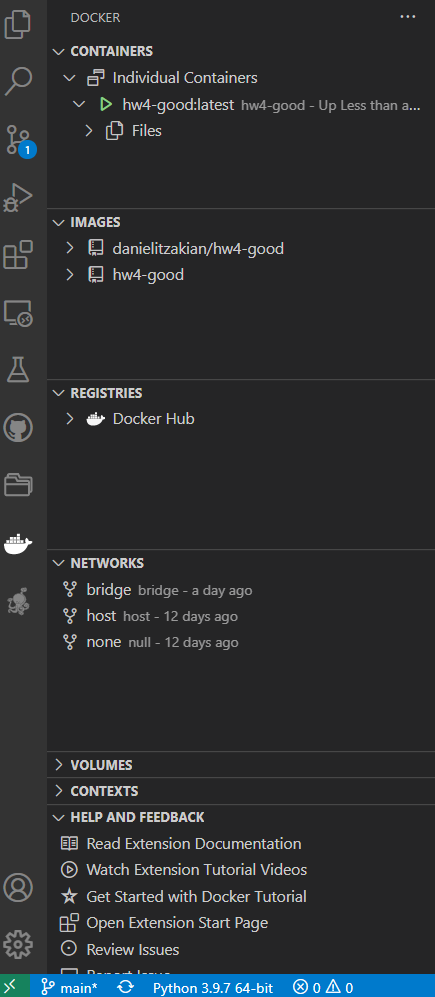 DOCKER
...
CONTAINERS
Individual Containers
hw4-good:latest hw4-good - Up Less than a...
Files
1
IMAGES
danielitzakian/hw4-good
hw4-good
REGISTRIES
Docker Hub
NETWORKS
bridge bridge - a day ago
host host - 12 days ago
none null - 12 days ago
VOLUMES
CONTEXTS
HELP AND FEEDBACK
Read Extension Documentation
Watch Extension Tutorial Videos
Get Started with Docker Tutorial
Open Extension Start Page
Review Issues
Report Issue
main* Python 3.9.7 64-bit 0 0